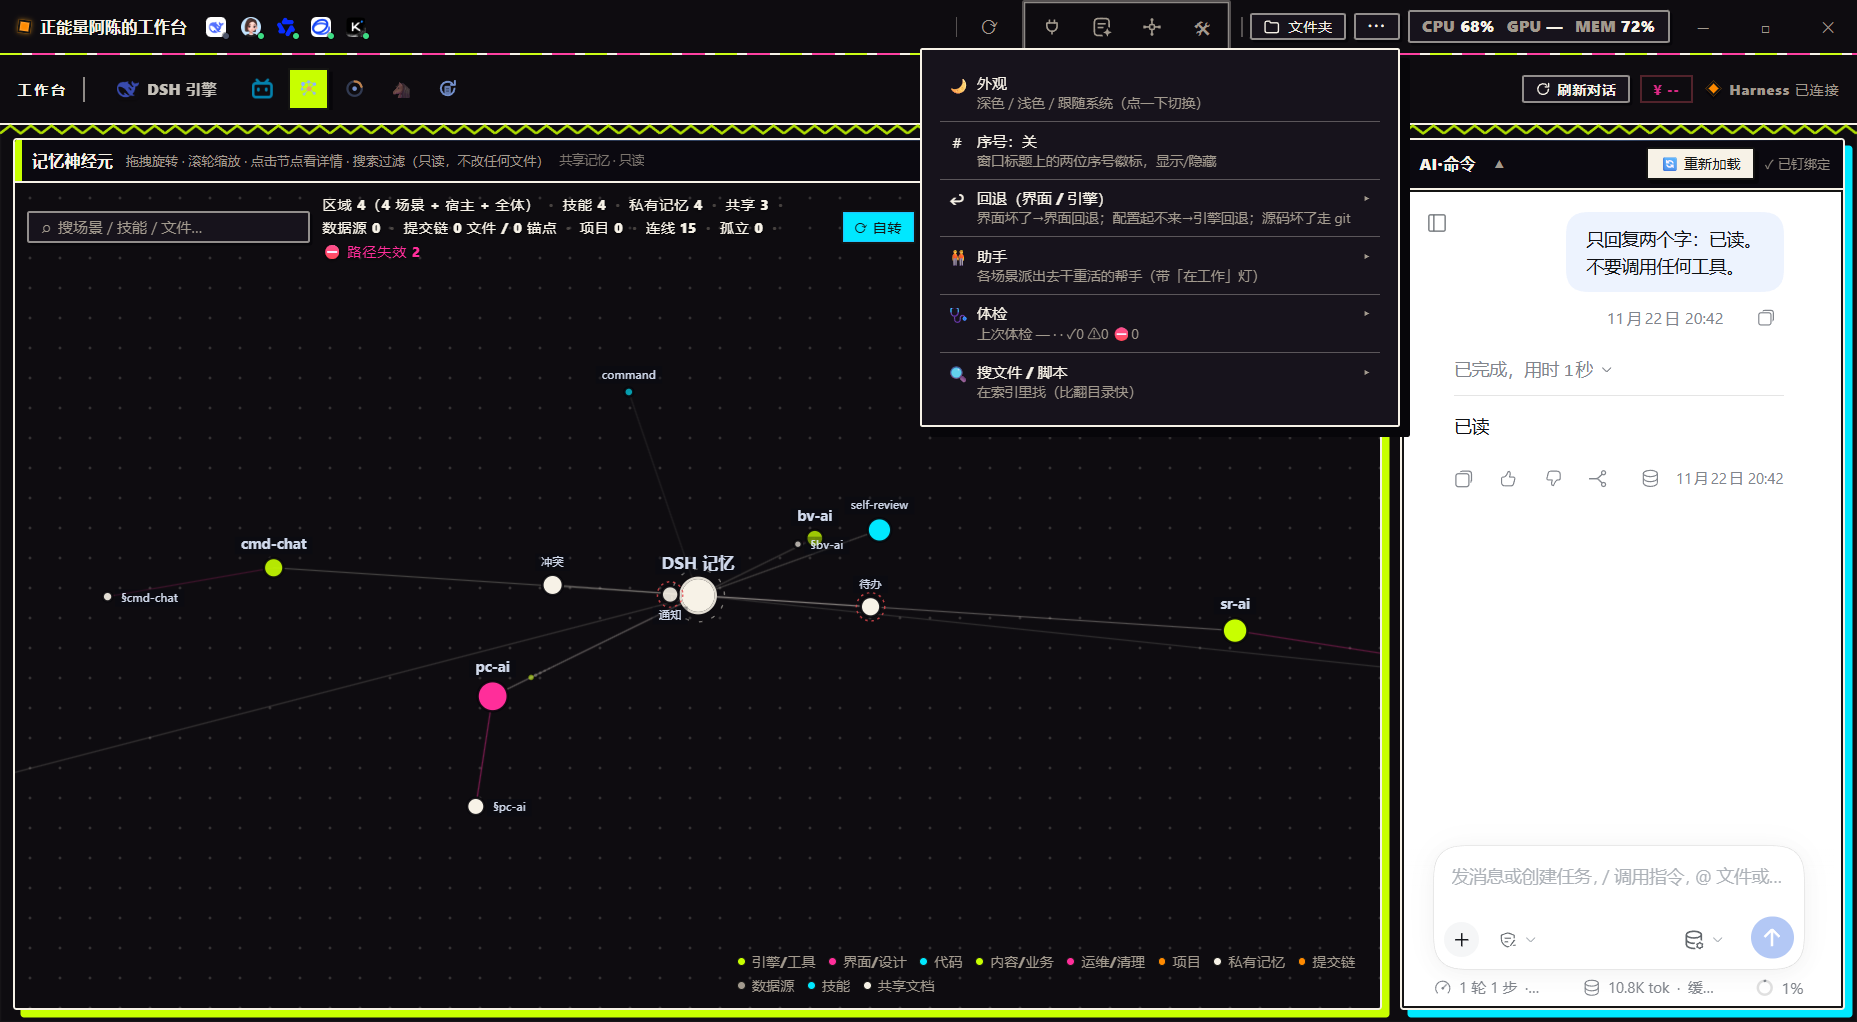 正能量阿陈的工作台
文件夹
···
CPU 68% GPU — MEM 72%
工作台
DSH 引擎
刷新对话
¥ --
Harness 已连接
记忆神经元 拖拽旋转 · 滚轮缩放 · 点击节点看详情 · 搜索过滤（只读，不改任何文件） 共享记忆 · 只读
搜场景 / 技能 / 文件...
区域 4（4 场景 + 宿主 + 全体） · 技能 4 · 私有记忆 4 · 共享 3
数据源 0 · 提交链 0 文件 / 0 锚点 · 项目 0 · 连线 15 · 孤立 0
路径失效 2
自转
外观
深色 / 浅色 / 跟随系统（点一下切换）
# 序号：关
窗口标题上的两位序号徽标，显示/隐藏
回退（界面 / 引擎）
界面坏了→界面回退；配置起不来→引擎回退；源码坏了走 git
助手
各场景派出去干重活的帮手（带「在工作」灯）
体检
上次体检 — · · ✓0 ⚠0 ⛔0
搜文件 / 脚本
在索引里找（比翻目录快）
command
self-review
bv-ai
§bv-ai
cmd-chat
冲突
DSH 记忆
待办
§cmd-chat
通知
sr-ai
pc-ai
§pc-ai
引擎/工具 界面/设计 代码 内容/业务 运维/清理 项目 私有记忆 提交链
数据源 技能 共享文档
AI·命令 ▲
重新加载
✓ 已钉绑定
只回复两个字：已读。
不要调用任何工具。
11月22日 20:42
已完成，用时 1秒
已读
11月22日 20:42
发消息或创建任务, / 调用指令, @ 文件或...
1 轮 1 步 ·...
10.8K tok · 缓...
1%